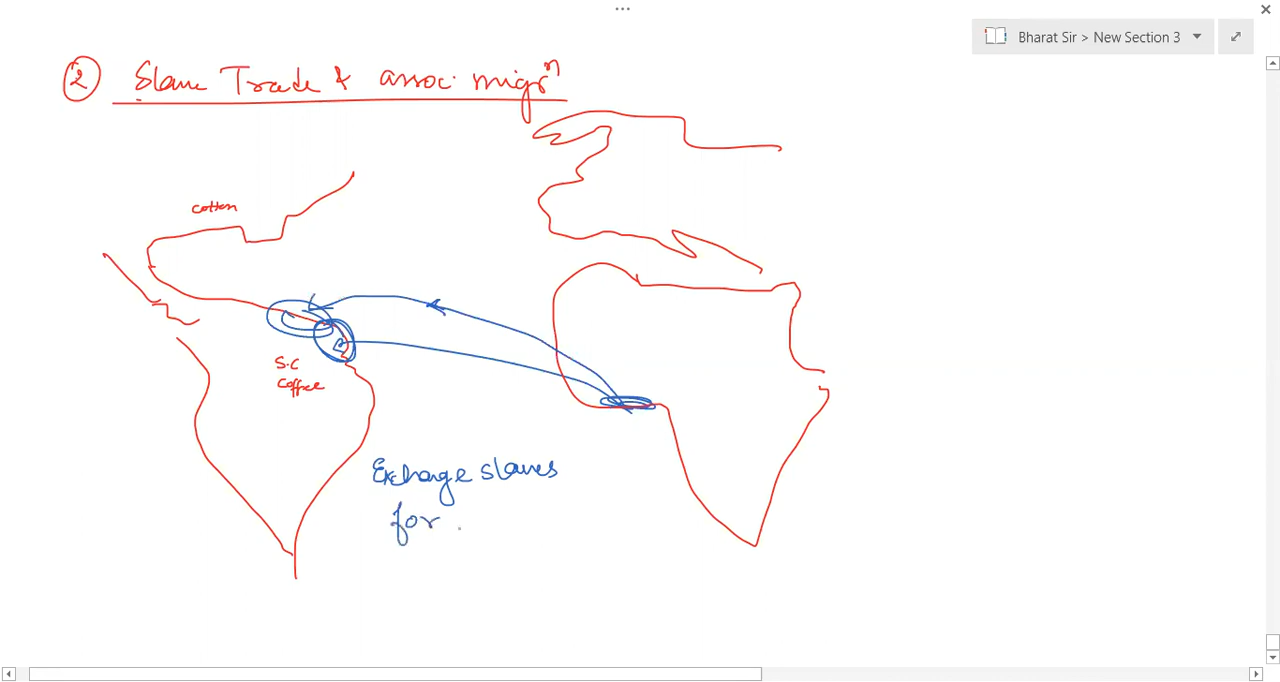 Bharat Sir > New Section 3
② Slave Trade & assoc. migrⁿ
cotton
S.C
Coffee
Exchange slaves
for